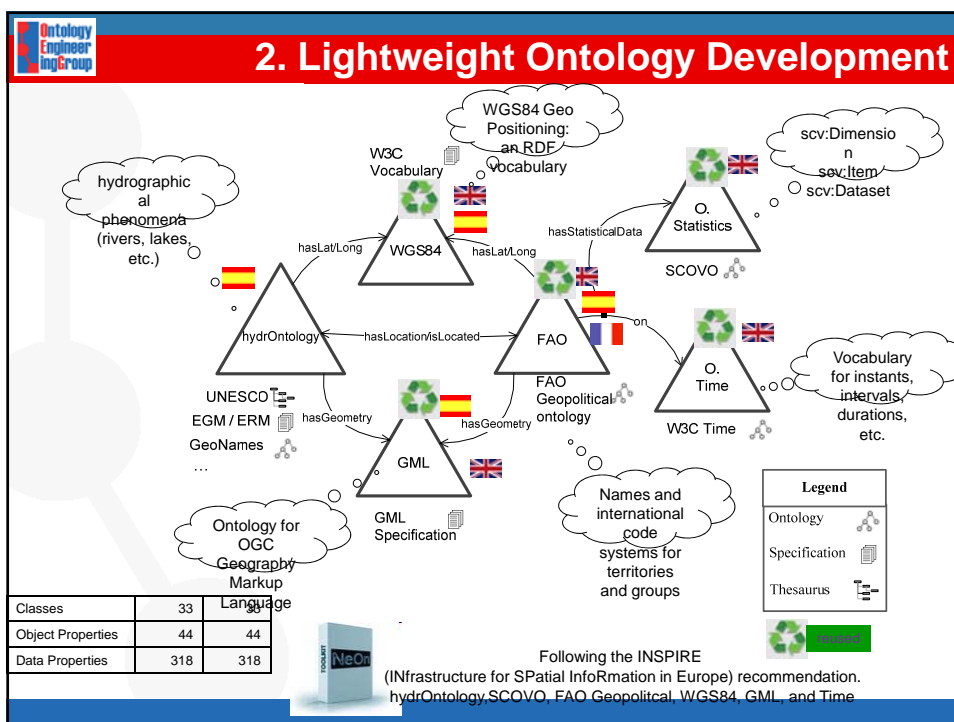 Ontology
Engineer
ingGroup
2. Lightweight Ontology Development
WGS84 Geo
Positioning:
an RDF
vocabulary
scv:Dimensio
n
scv:Item
scv:Dataset
W3C
Vocabulary
hydrographic
al
phenomena
(rivers, lakes,
etc.)
O.
Statistics
hasStatisticalData
hasLat/Long
WGS84
hasLat/Long
SCOVO
hydrOntology
hasLocation/isLocated
FAO
on
O.
Time
Vocabulary
for instants,
intervals,
durations,
etc.
UNESCO
EGM / ERM
GeoNames
…
hasGeometry
FAO
Geopolitical
ontology
hasGeometry
W3C Time
GML
GML
Specification
Names and
international
code
systems for
territories
and groups
Legend
Ontology
Specification
Thesaurus
reused
Ontology for
OGC
Geography
Markup
Language
Classes 33 33
Object Properties 44 44
Data Properties 318 318
TOOLKIT
NeOn
Following the INSPIRE
(INfrastructure for SPatial InfoRmation in Europe) recommendation.
hydrOntology,SCOVO, FAO Geopolitcal, WGS84, GML, and Time